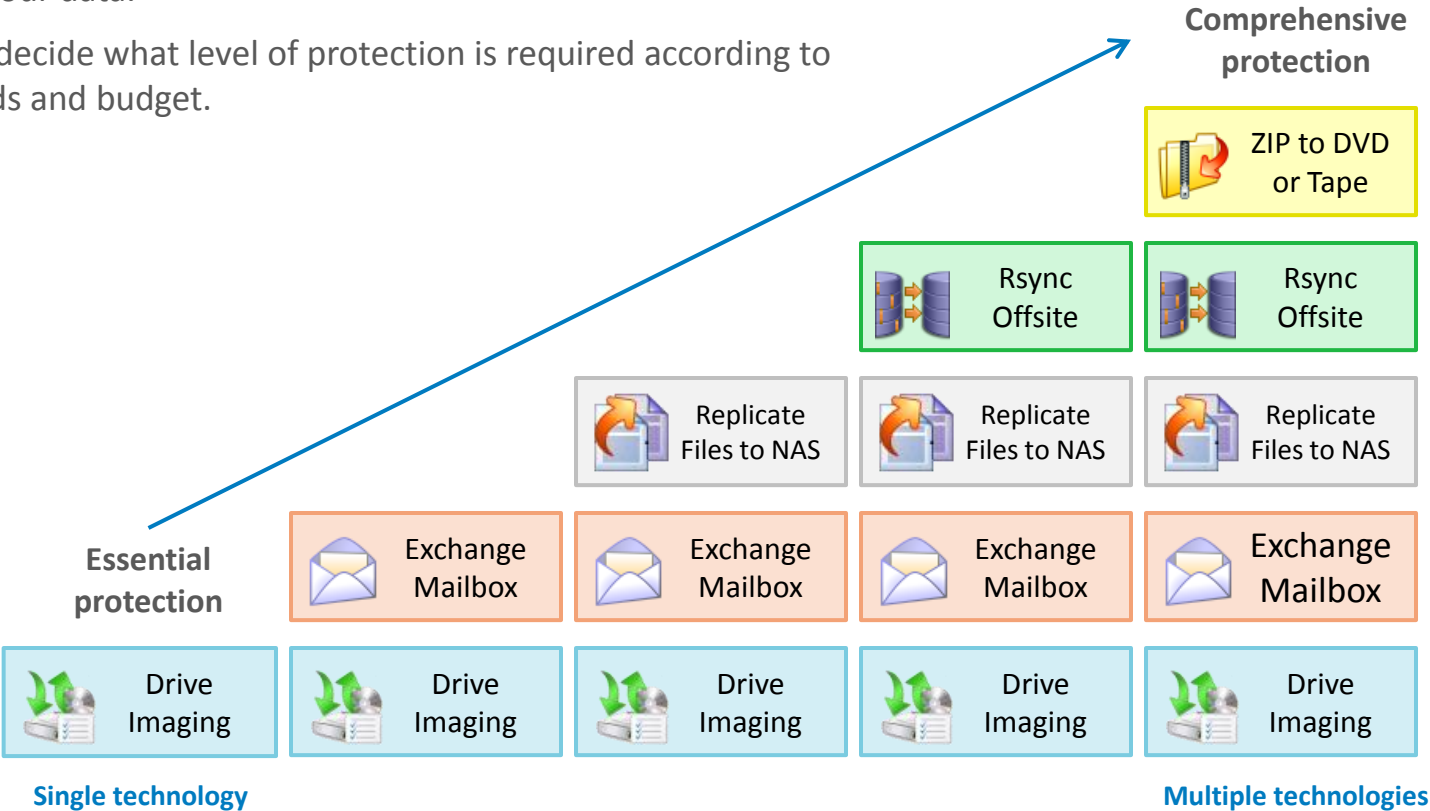 our data.
decide what level of protection is required according to
ds and budget.
Comprehensive
protection
ZIP to DVD
or Tape
Rsync
Offsite
Rsync
Offsite
Replicate
Files to NAS
Replicate
Files to NAS
Replicate
Files to NAS
Essential
protection
Exchange
Mailbox
Exchange
Mailbox
Exchange
Mailbox
Exchange
Mailbox
Drive
Imaging
Drive
Imaging
Drive
Imaging
Drive
Imaging
Drive
Imaging
Single technology
Multiple technologies